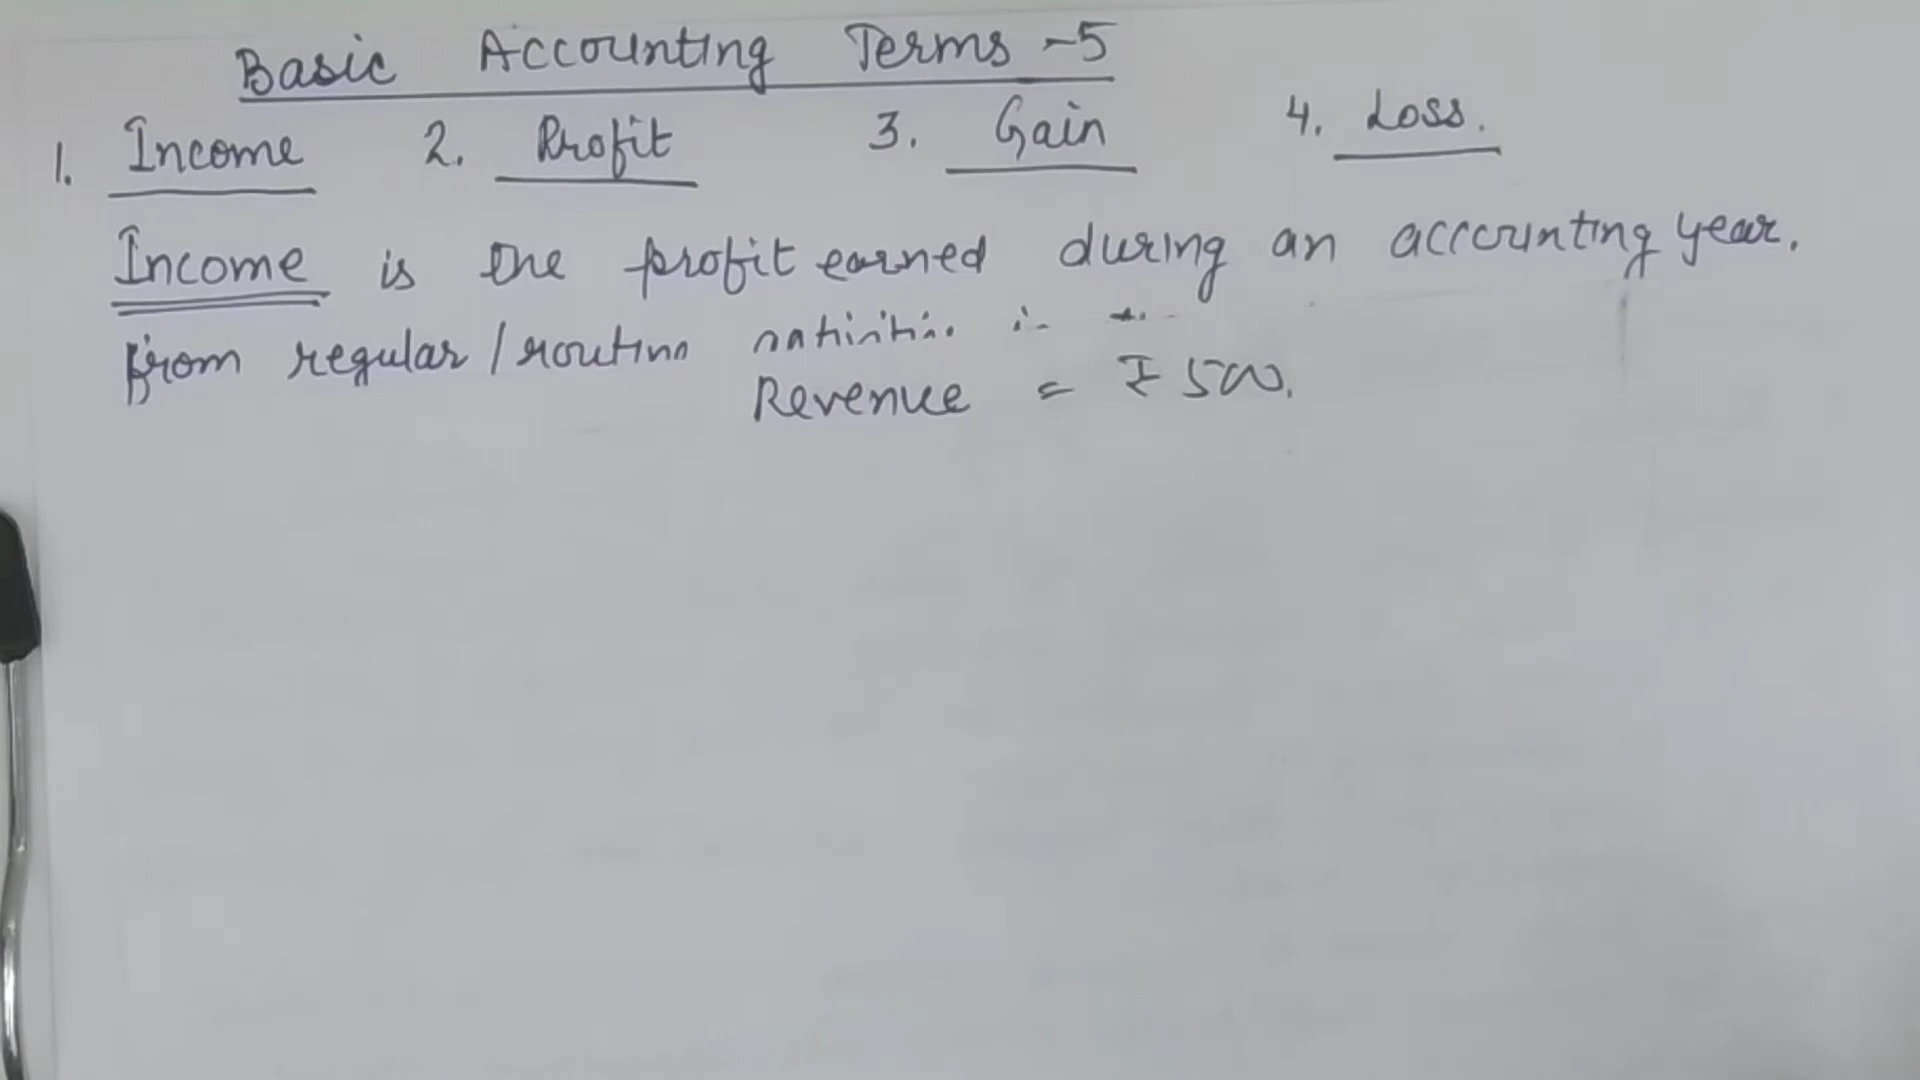 Basic Accounting Terms -5
1. Income 2. Profit 3. Gain 4. Loss.
Income is the profit earned during an accounting year.
from regular / routine
Revenue = ₹ 500.